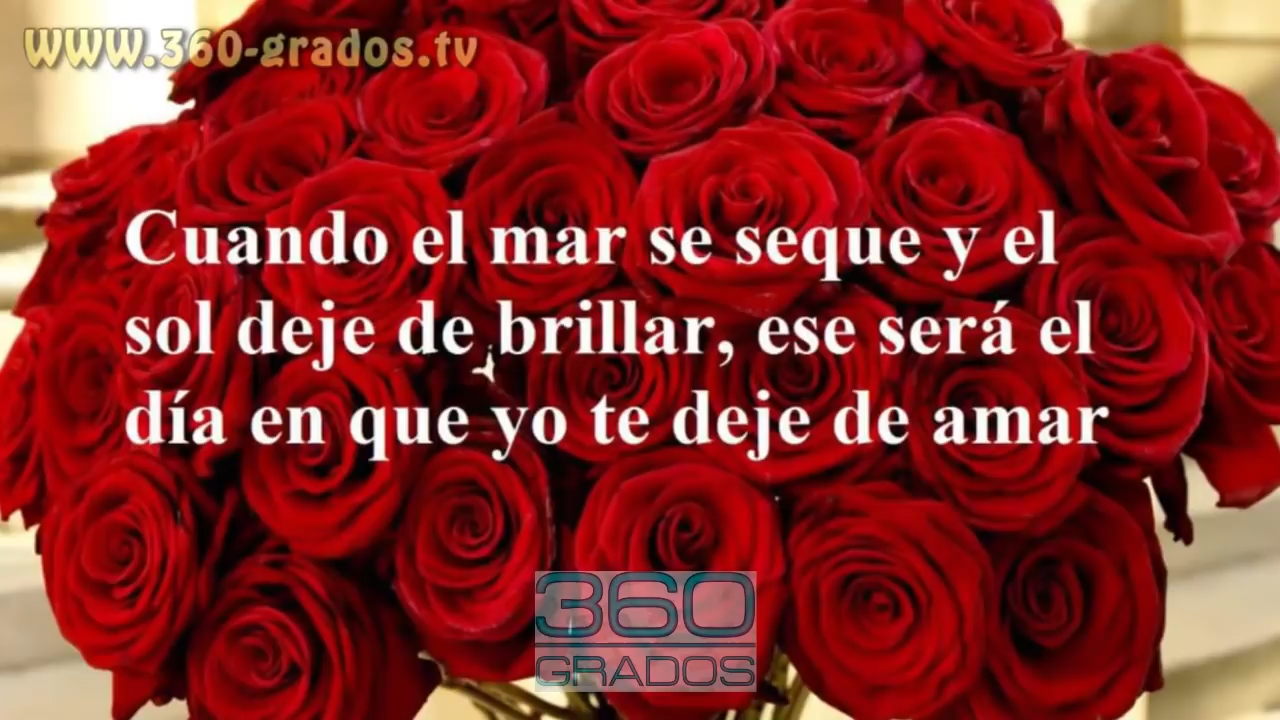 www.360-grados.tv
Cuando el mar se seque y el
sol deje de brillar, ese será el
día en que yo te deje de amar
360
GRADOS